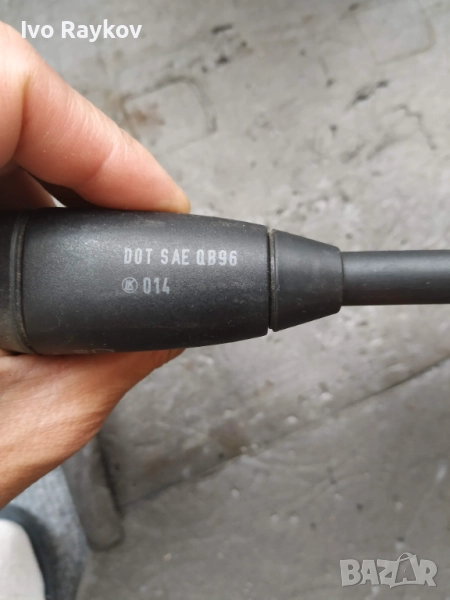 Ivo Raykov
DOT SAE QB96
K 014
BAZAR